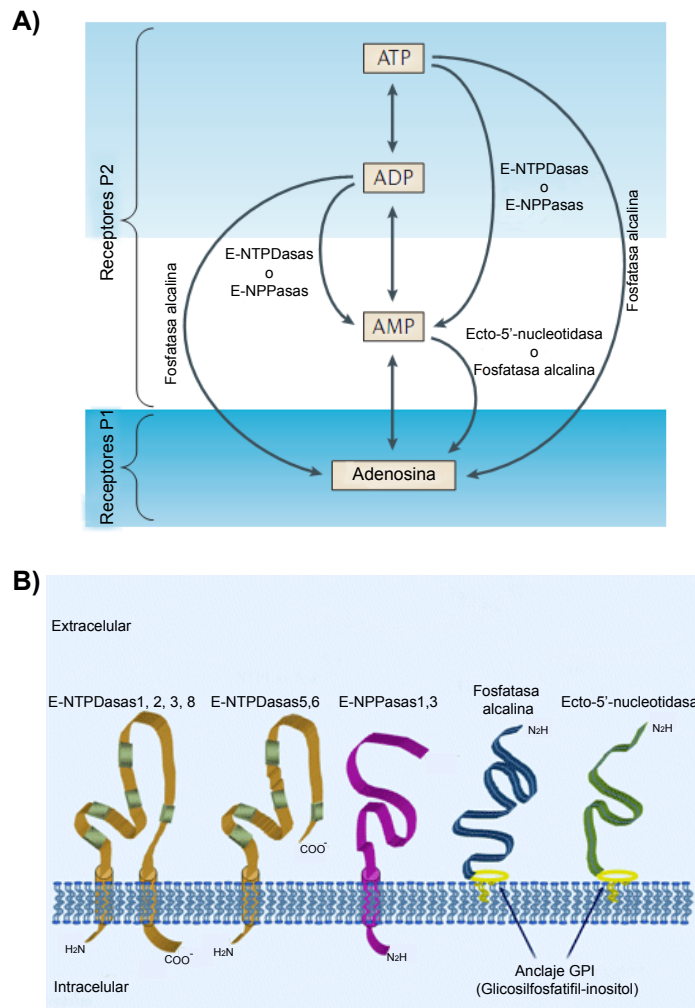 A)
ATP
ADP
AMP
Adenosina
Receptores P2
Receptores P1
Fosfatasa alcalina
E-NTPDasas
o
E-NPPasas
E-NTPDasas
o
E-NPPasas
Fosfatasa alcalina
Ecto-5'-nucleotidasa
o
Fosfatasa alcalina
B)
Extracelular
E-NTPDasas1, 2, 3, 8
E-NTPDasas5,6
E-NPPasas1,3
Fosfatasa
alcalina
Ecto-5'-nucleotidasa
N2H
N2H
COO-
H2N
COO-
H2N
N2H
Anclaje GPI
(Glicosilfosfatifil-inositol)
Intracelular